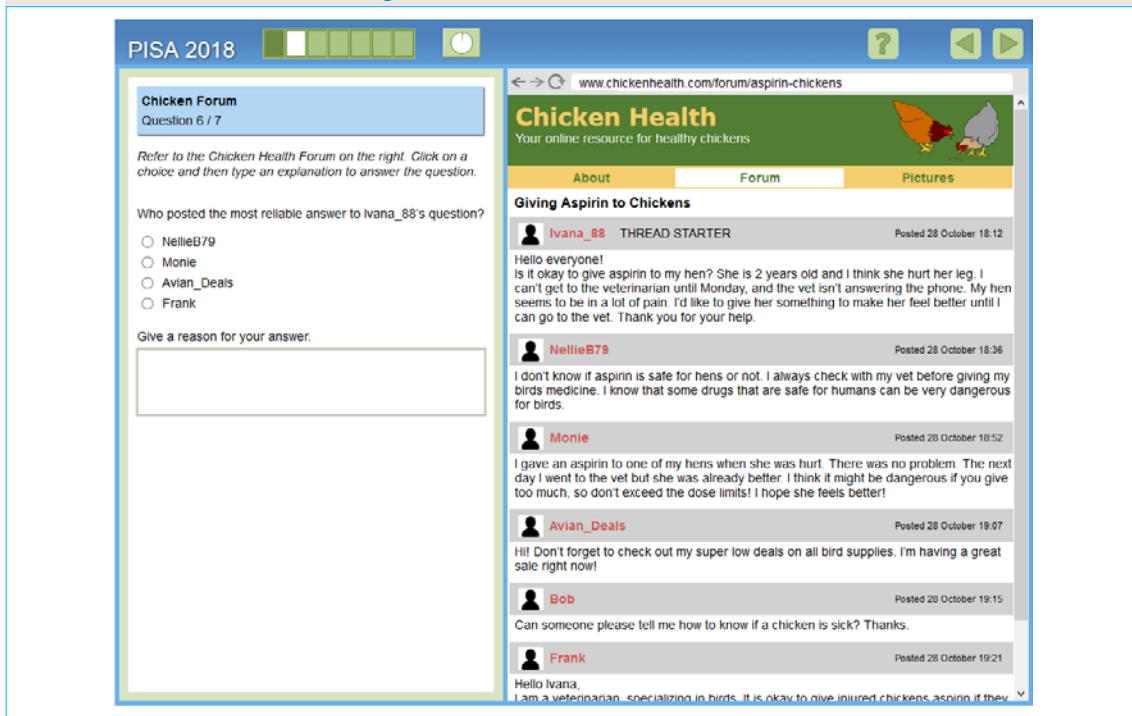 PISA 2018
?
Chicken Forum
Question 6 / 7
Refer to the Chicken Health Forum on the right. Click on a
choice and then type an explanation to answer the question.
Who posted the most reliable answer to Ivana_88's question?
NellieB79
Monie
Avian_Deals
Frank
Give a reason for your answer.
www.chickenhealth.com/forum/aspirin-chickens
Chicken Health
Your online resource for healthy chickens
About Forum Pictures
Giving Aspirin to Chickens
Ivana_88 THREAD STARTER Posted 28 October 18:12
Hello everyone!
Is it okay to give aspirin to my hen? She is 2 years old and I think she hurt her leg. I
can't get to the veterinarian until Monday, and the vet isn't answering the phone. My hen
seems to be in a lot of pain. I'd like to give her something to make her feel better until I
can go to the vet. Thank you for your help.
NellieB79 Posted 28 October 18:36
I don't know if aspirin is safe for hens or not. I always check with my vet before giving my
birds medicine. I know that some drugs that are safe for humans can be very dangerous
for birds.
Monie Posted 28 October 18:52
I gave an aspirin to one of my hens when she was hurt. There was no problem. The next
day I went to the vet but she was already better. I think it might be dangerous if you give
too much, so don't exceed the dose limits! I hope she feels better!
Avian_Deals Posted 28 October 19:07
Hi! Don't forget to check out my super low deals on all bird supplies. I'm having a great
sale right now!
Bob Posted 28 October 19:15
Can someone please tell me how to know if a chicken is sick? Thanks.
Frank Posted 28 October 19:21
Hello Ivana,
I am a veterinarian, specializing in birds. It is okay to give injured chickens aspirin if they